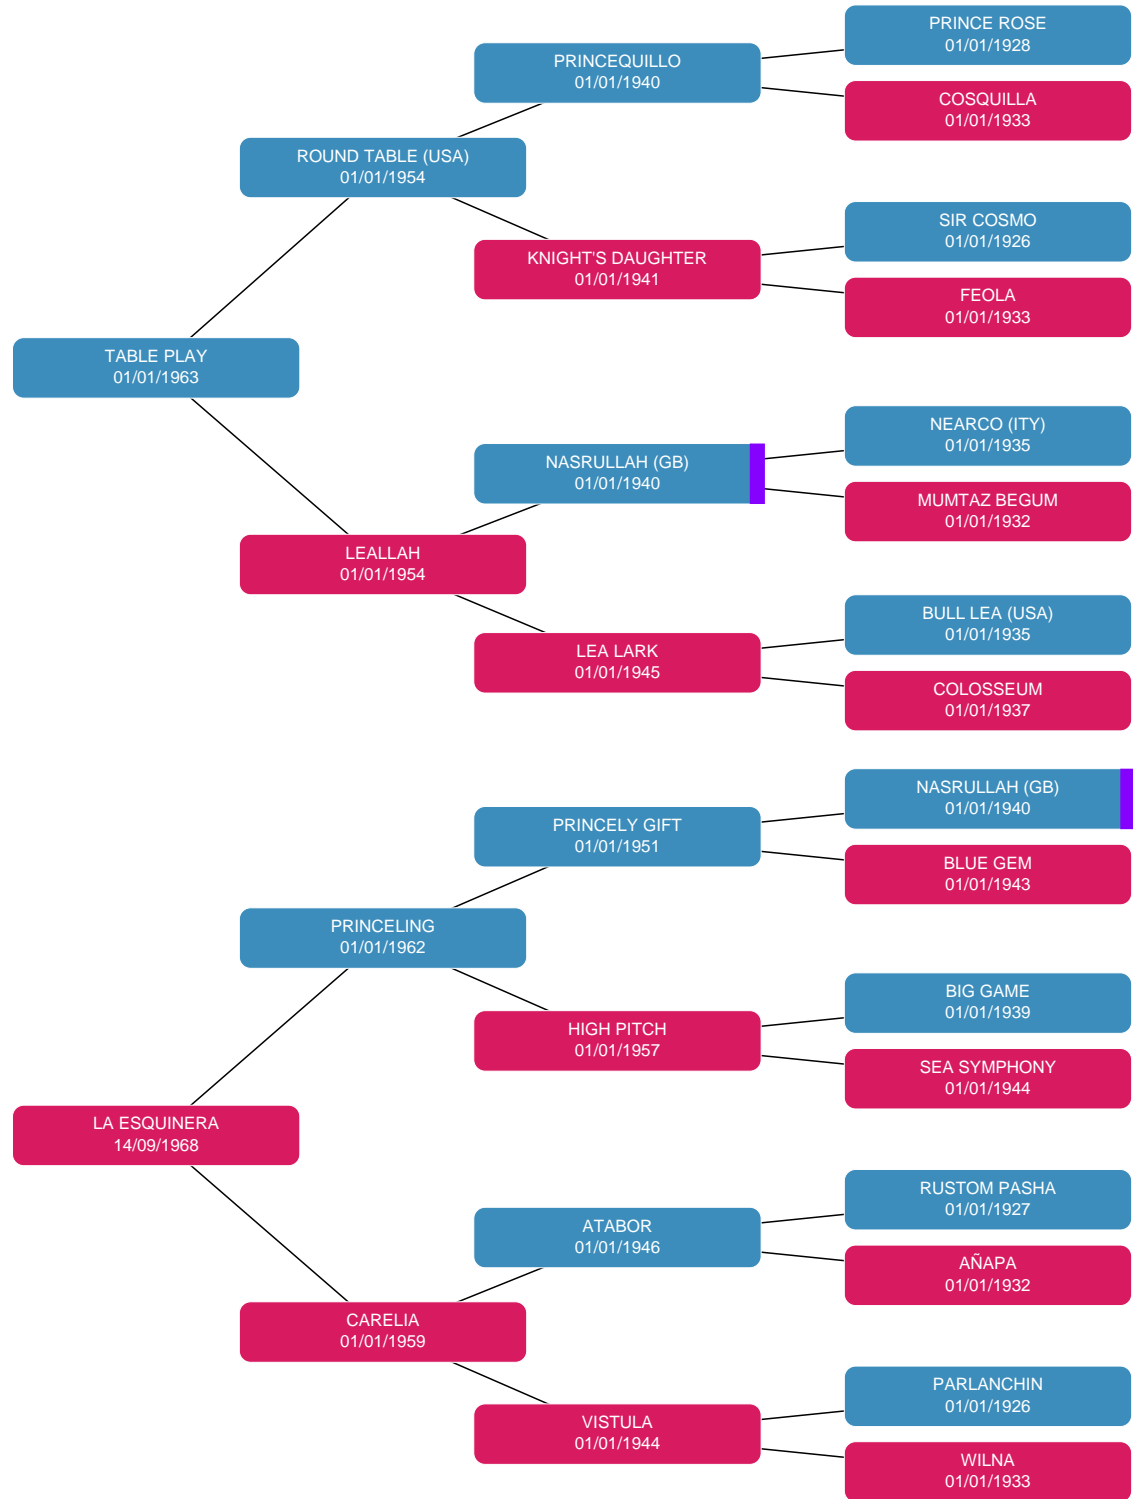 PRINCE ROSE
01/01/1928
PRINCEQUILLO
01/01/1940
COSQUILLA
01/01/1933
ROUND TABLE (USA)
01/01/1954
SIR COSMO
01/01/1926
KNIGHT'S DAUGHTER
01/01/1941
FEOLA
01/01/1933
TABLE PLAY
01/01/1963
NEARCO (ITY)
01/01/1935
NASRULLAH (GB)
01/01/1940
MUMTAZ BEGUM
01/01/1932
LEALLAH
01/01/1954
BULL LEA (USA)
01/01/1935
LEA LARK
01/01/1945
COLOSSEUM
01/01/1937
NASRULLAH (GB)
01/01/1940
PRINCELY GIFT
01/01/1951
BLUE GEM
01/01/1943
PRINCELING
01/01/1962
BIG GAME
01/01/1939
HIGH PITCH
01/01/1957
SEA SYMPHONY
01/01/1944
LA ESQUINERA
14/09/1968
RUSTOM PASHA
01/01/1927
ATABOR
01/01/1946
AÑAPA
01/01/1932
CARELIA
01/01/1959
PARLANCHIN
01/01/1926
VISTULA
01/01/1944
WILNA
01/01/1933